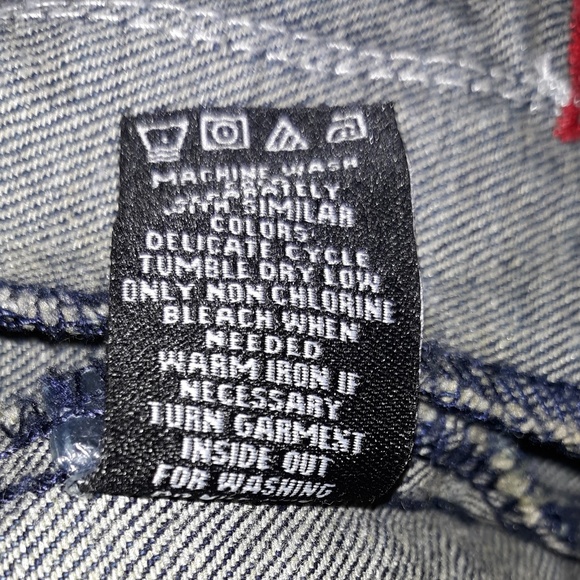 MACHINE WASH
ARATELY
WITH SIMILAR
COLORS.
DELICATE CYCLE
TUMBLE DRY LOW
ONLY NON CHLORINE
BLEACH WHEN
NEEDED
WARM IRON IF
NECESSARY
TURN GARMENT
INSIDE OUT
FOR WASHING